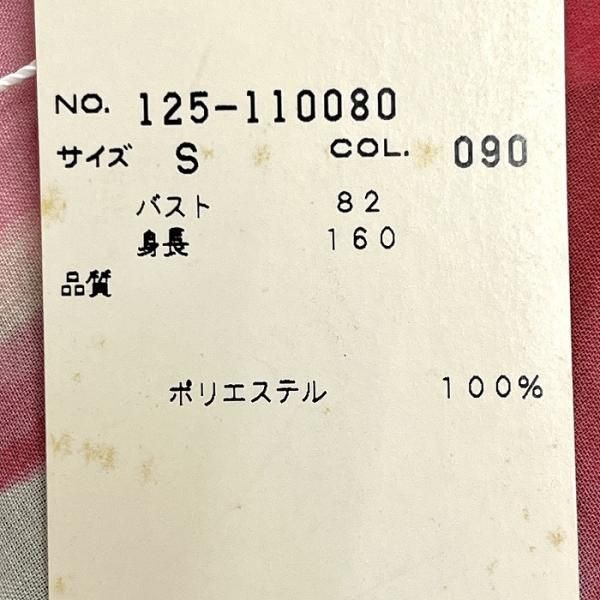 NO. 125-110080
サイズ S COL. 090
バスト 82
身長 160
品質
ポリエステル 100%